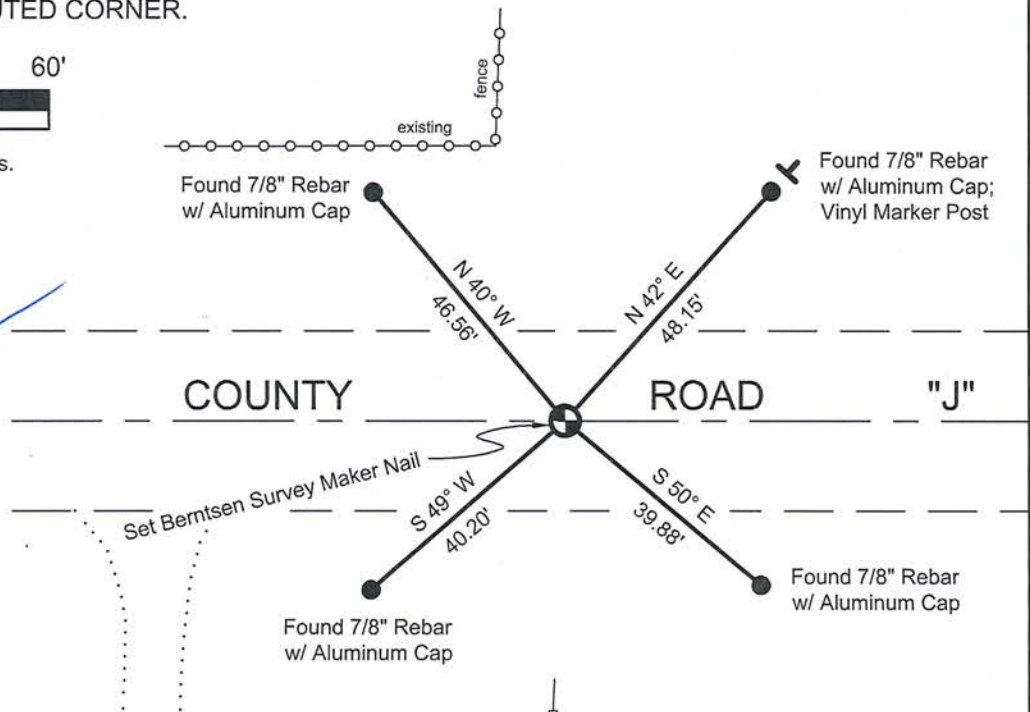 CORNER.
60'
fence
existing
s.
Found 7/8" Rebar
w/ Aluminum Cap
Found 7/8" Rebar
w/ Aluminum Cap;
Vinyl Marker Post
N 40° W
46.56'
N 42° E
48.15'
COUNTY ROAD "J"
Set Berntsen Survey Maker Nail
S 49° W
40.20'
S 50° E
39.88'
Found 7/8" Rebar
w/ Aluminum Cap
Found 7/8" Rebar
w/ Aluminum Cap